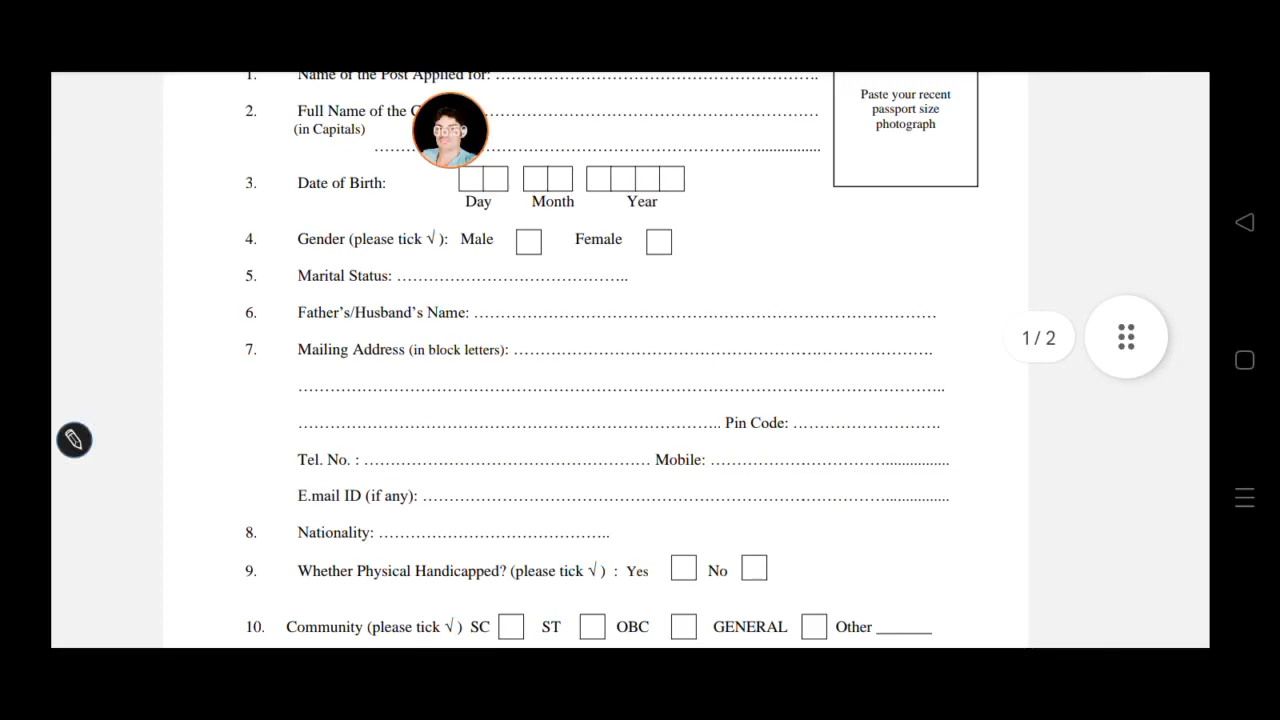 1. Name of the Post Applied for: ……………………………………………………….
Paste your recent
passport size
photograph
2. Full Name of the ………………………………………………………
(in Capitals)
……………………………………………………………………................
3. Date of Birth:
Day Month Year
4. Gender (please tick √ ): Male Female
5. Marital Status: ……………………………………..
6. Father’s/Husband’s Name: ……………………………………………………………………………
7. Mailing Address (in block letters): …………………………………………………….………………….
…………………………………………………………………………………………………………..
…………………………………………………………………….. Pin Code: ……………………….
Tel. No. : ……………………………………………… Mobile: ……………………………................
E.mail ID (if any): ……………………………………………………………………………................
8. Nationality: ……………………………………..
9. Whether Physical Handicapped? (please tick √ ) : Yes No
10. Community (please tick √ ) SC ST OBC GENERAL Other _______
1 / 2